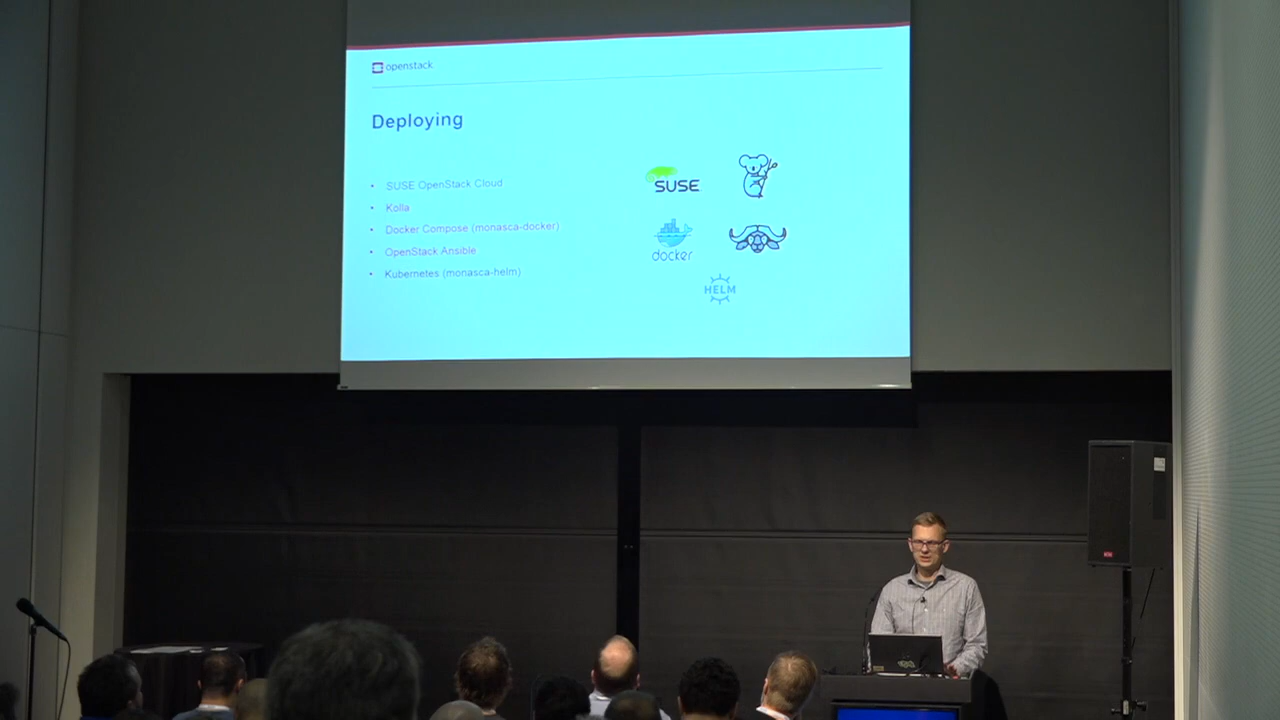 openstack.
Deploying
• SUSE OpenStack Cloud
• Kolla
• Docker Compose (monasca-docker)
• OpenStack Ansible
• Kubernetes (monasca-helm)
SUSE
docker
HELM